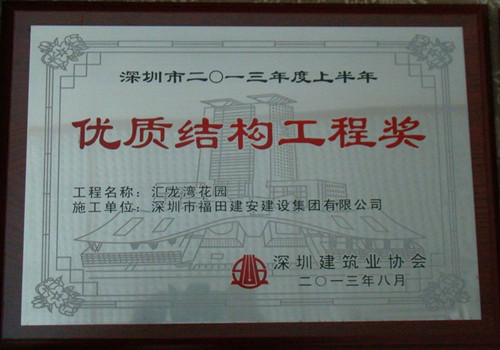 深圳市二〇一三年度上半年
优质结构工程奖
工程名称：汇龙湾花园
施工单位：深圳市福田建安建设集团有限公司
深圳建筑业协会
二〇一三年八月